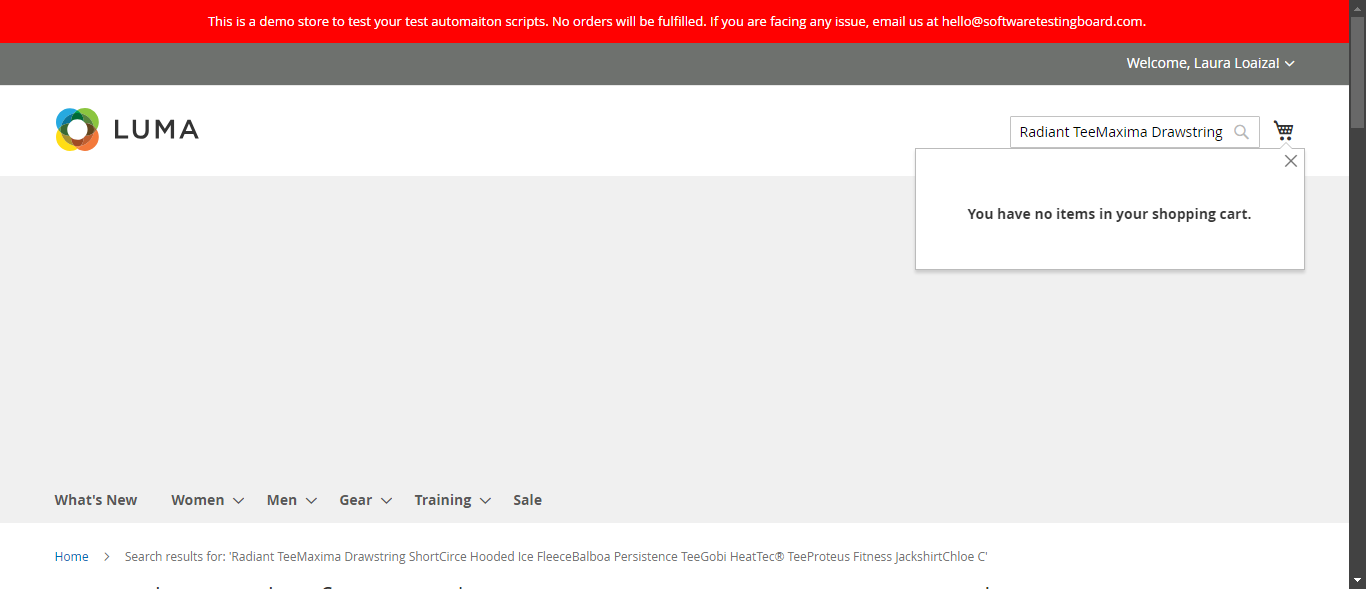 This is a demo store to test your test automaiton scripts. No orders will be fulfilled. If you are facing any issue, email us at hello@softwaretestingboard.com.
Welcome, Laura Loaiza!
LUMA
Radiant TeeMaxima Drawstring
You have no items in your shopping cart.
What's New Women Men Gear Training Sale
Home Search results for: 'Radiant TeeMaxima Drawstring ShortCirce Hooded Ice FleeceBalboa Persistence TeeGobi HeatTec® TeeProteus Fitness JackshirtChloe C'